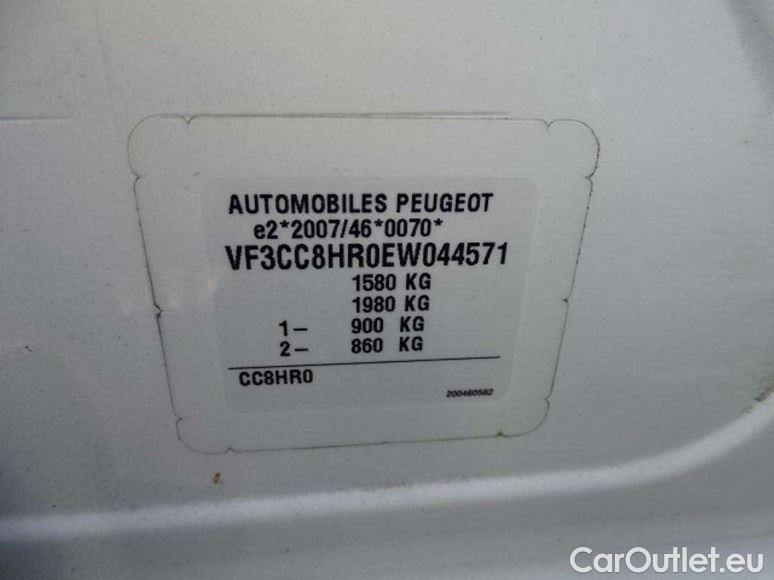 AUTOMOBILES PEUGEOT
e2*2007/46*0070*
VF3CC8HR0EW044571
1580 KG
1980 KG
1– 900 KG
2– 860 KG
CC8HR0
200460582
CarOutlet.eu